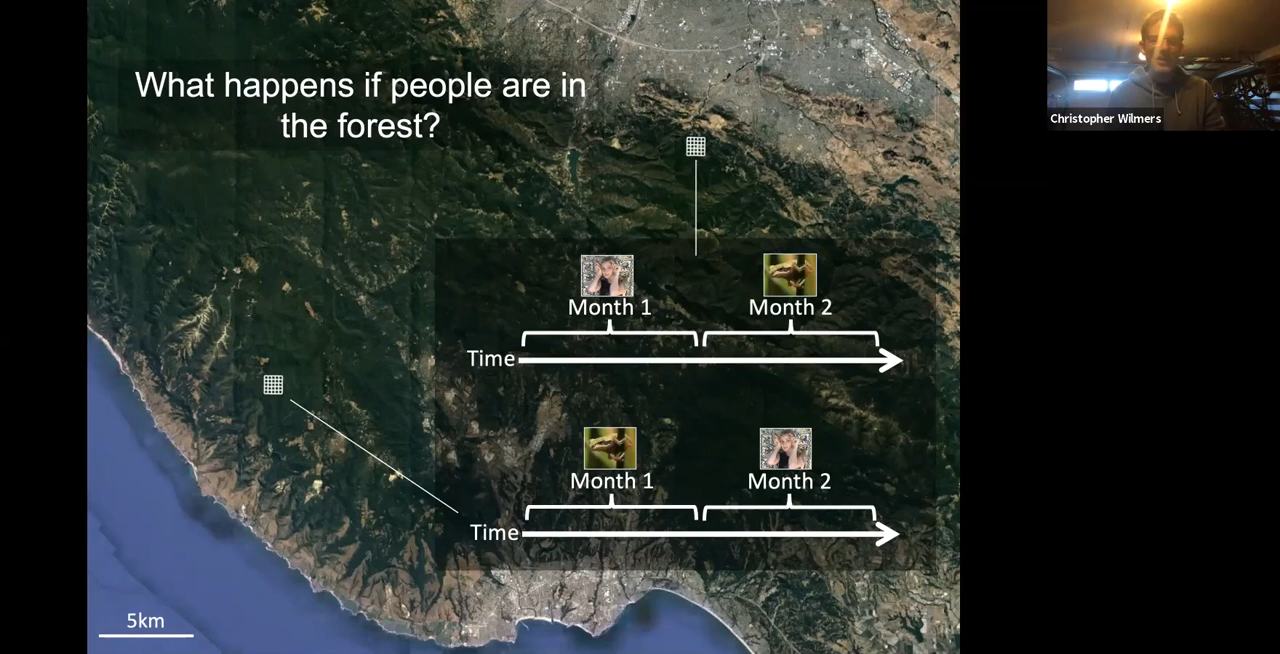 What happens if people are in
the forest?
Christopher Wilmers
Month 1
Month 2
Time
Month 1
Month 2
Time
5km